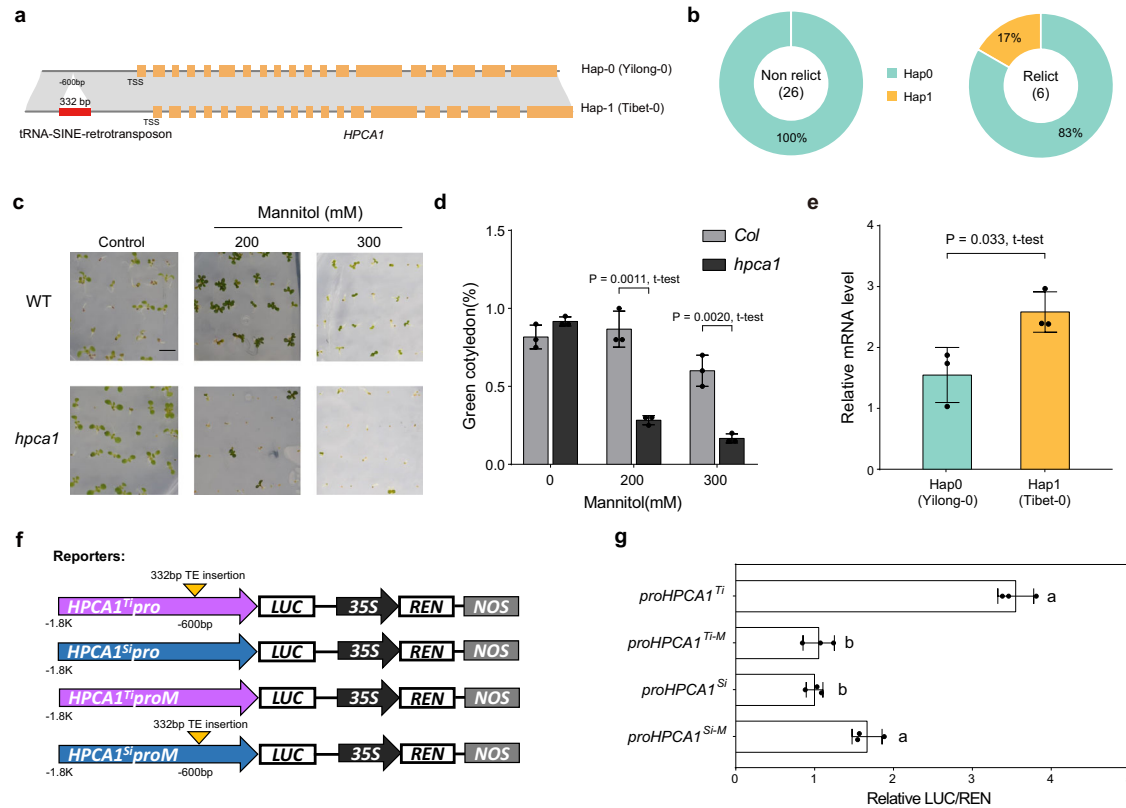 a
-600bp
TSS
Hap-0 (Yilong-0)
332 bp
TSS
Hap-1 (Tibet-0)
tRNA-SINE-retrotransposon
HPCA1
b
Non relict
(26)
100%
Hap0
Hap1
17%
Relict
(6)
83%
c
Mannitol (mM)
Control
200
300
WT
hpca1
d
Green cotyledon(%)
1.5
1.0
0.5
0.0
Col
hpca1
P = 0.0011, t-test
P = 0.0020, t-test
0
200
300
Mannitol(mM)
e
Relative mRNA level
4
3
2
1
0
P = 0.033, t-test
Hap0
(Yilong-0)
Hap1
(Tibet-0)
f
Reporters:
332bp TE insertion
HPCA1Tipro LUC 35S REN NOS
-1.8K
-600bp
HPCA1Sipro LUC 35S REN NOS
-1.8K
HPCA1TiproM LUC 35S REN NOS
-1.8K
332bp TE insertion
HPCA1SiproM LUC 35S REN NOS
-1.8K
-600bp
g
proHPCA1Ti
a
proHPCA1Ti-M
b
proHPCA1Si
b
proHPCA1Si-M
a
0 1 2 3 4
Relative LUC/REN